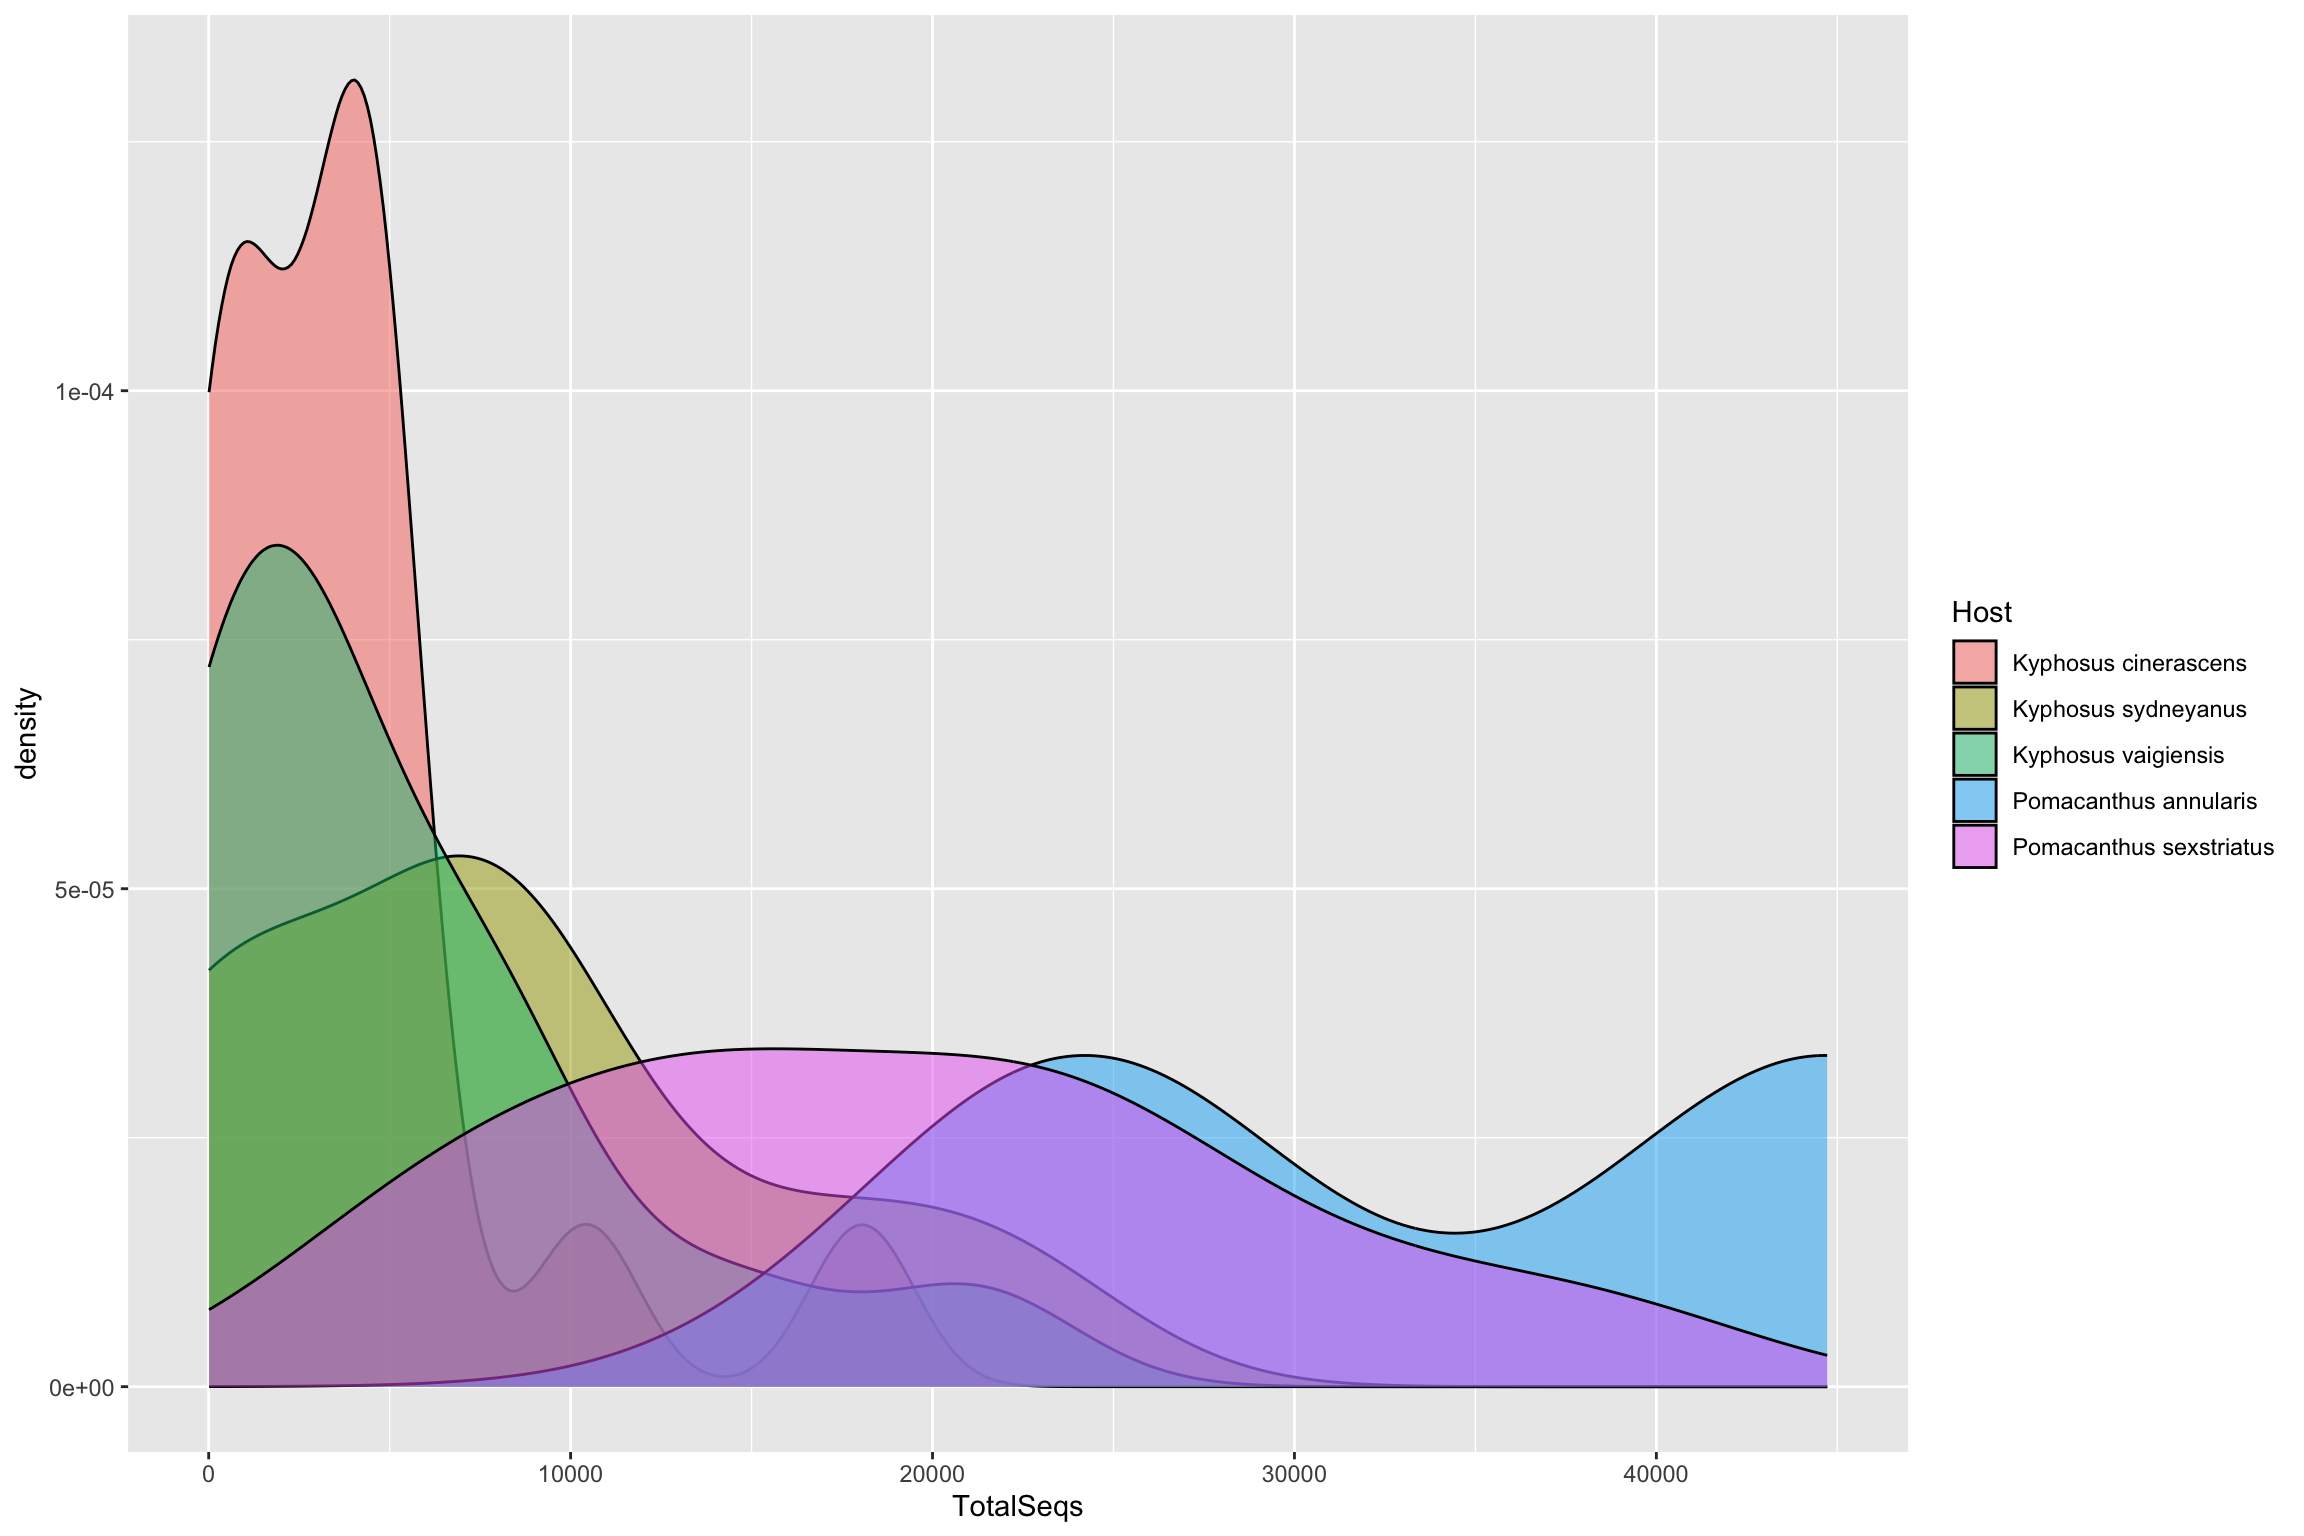 density
1e-04
5e-05
0e+00
0
10000
20000
30000
40000
TotalSeqs
Host
Kyphosus cinerascens
Kyphosus sydneyanus
Kyphosus vaigiensis
Pomacanthus annularis
Pomacanthus sexstriatus